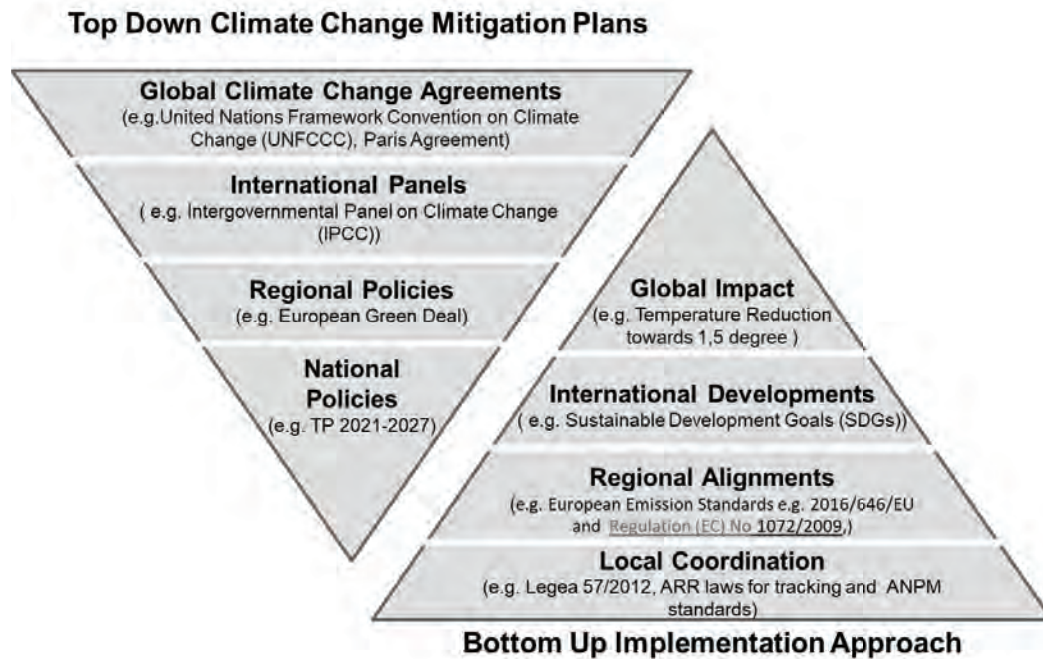 Top Down Climate Change Mitigation Plans
Global Climate Change Agreements
(e.g.United Nations Framework Convention on Climate
Change (UNFCCC), Paris Agreement)
International Panels
( e.g. Intergovernmental Panel on Climate Change
(IPCC))
Regional Policies
(e.g. European Green Deal)
National
Policies
(e.g. TP 2021-2027)
Global Impact
(e.g. Temperature Reduction
towards 1,5 degree )
International Developments
( e.g. Sustainable Development Goals (SDGs))
Regional Alignments
(e.g. European Emission Standards e.g. 2016/646/EU
and Regulation (EC) No 1072/2009,)
Local Coordination
(e.g. Legea 57/2012, ARR laws for tracking and ANPM
standards)
Bottom Up Implementation Approach